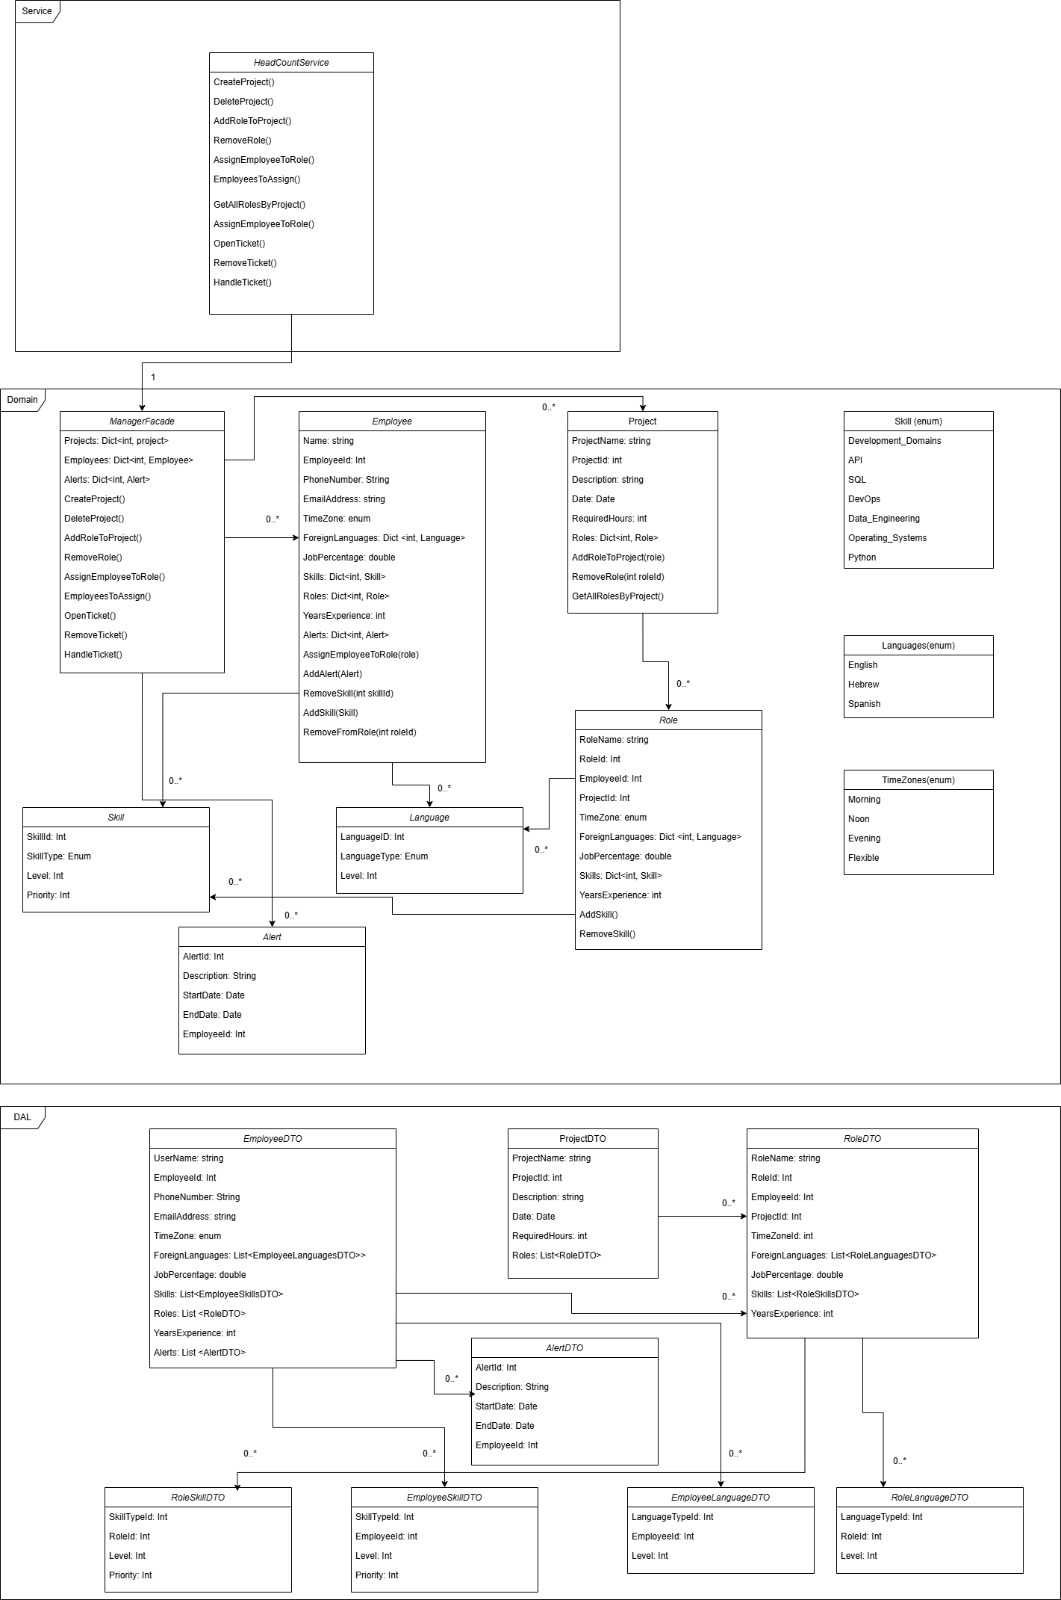 Service
HeadCountService
CreateProject()
DeleteProject()
AddRoleToProject()
RemoveRole()
AssignEmployeeToRole()
EmployeesToAssign()
GetAllRolesByProject()
AssignEmployeeToRole()
OpenTicket()
RemoveTicket()
HandleTicket()
1
Domain
ManagerFacade
Projects: Dict<int, project>
Employees: Dict<int, Employee>
Alerts: Dict<int, Alert>
CreateProject()
DeleteProject()
AddRoleToProject()
RemoveRole()
AssignEmployeeToRole()
EmployeesToAssign()
OpenTicket()
RemoveTicket()
HandleTicket()
0..*
Employee
Name: string
EmployeeId: Int
PhoneNumber: String
EmailAddress: string
TimeZone: enum
ForeignLanguages: Dict <int, Language>
JobPercentage: double
Skills: Dict<int, Skill>
Roles: Dict<int, Role>
YearsExperience: int
Alerts: Dict<int, Alert>
AssignEmployeeToRole(role)
AddAlert(Alert)
RemoveSkill(int skillId)
AddSkill(Skill)
RemoveFromRole(int roleId)
0..*
Project
ProjectName: string
ProjectId: int
Description: string
Date: Date
RequiredHours: int
Roles: Dict<int, Role>
AddRoleToProject(role)
RemoveRole(int roleId)
GetAllRolesByProject()
0..*
Skill (enum)
Development_Domains
API
SQL
DevOps
Data_Engineering
Operating_Systems
Python
Languages(enum)
English
Hebrew
Spanish
TimeZones(enum)
Morning
Noon
Evening
Flexible
Role
RoleName: string
RoleId: Int
EmployeeId: Int
ProjectId: Int
TimeZone: enum
ForeignLanguages: Dict <int, Language>
JobPercentage: double
Skills: Dict<int, Skill>
YearsExperience: int
AddSkill()
RemoveSkill()
0..*
0..*
0..*
Skill
SkillId: Int
SkillType: Enum
Level: Int
Priority: Int
0..*
Language
LanguageID: Int
LanguageType: Enum
Level: Int
0..*
Alert
AlertId: Int
Description: String
StartDate: Date
EndDate: Date
EmployeeId: Int
DAL
EmployeeDTO
UserName: string
EmployeeId: Int
PhoneNumber: String
EmailAddress: string
TimeZone: enum
ForeignLanguages: List<EmployeeLanguagesDTO>>
JobPercentage: double
Skills: List<EmployeeSkillsDTO>
Roles: List <RoleDTO>
YearsExperience: int
Alerts: List <AlertDTO>
ProjectDTO
ProjectName: string
ProjectId: int
Description: string
Date: Date
RequiredHours: int
Roles: List<RoleDTO>
0..*
0..*
RoleDTO
RoleName: string
RoleId: Int
EmployeeId: Int
ProjectId: Int
TimeZoneId: int
ForeignLanguages: List<RoleLanguagesDTO>
JobPercentage: double
Skills: List<RoleSkillsDTO>
YearsExperience: int
0..*
AlertDTO
AlertId: Int
Description: String
StartDate: Date
EndDate: Date
EmployeeId: Int
0..*
0..*
0..*
0..*
RoleSkillDTO
SkillTypeId: Int
RoleId: Int
Level: Int
Priority: Int
EmployeeSkillDTO
SkillTypeId: Int
EmployeeId: int
Level: Int
Priority: Int
EmployeeLanguageDTO
LanguageTypeId: Int
EmployeeId: Int
Level: Int
RoleLanguageDTO
LanguageTypeId: Int
RoleId: Int
Level: Int